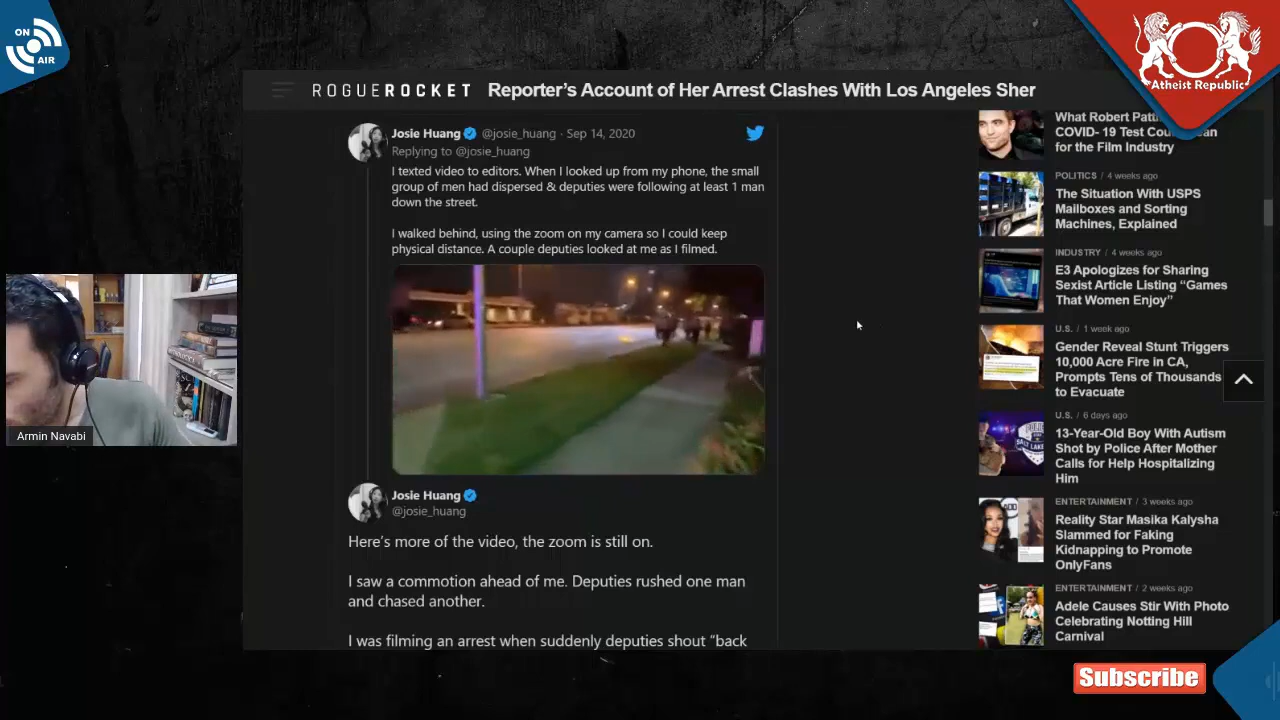 ON
AIR
Atheist Republic
ROGUEROCKET
Reporter's Account of Her Arrest Clashes With Los Angeles Sher
Josie Huang @josie_huang · Sep 14, 2020
Replying to @josie_huang
I texted video to editors. When I looked up from my phone, the small
group of men had dispersed & deputies were following at least 1 man
down the street.
I walked behind, using the zoom on my camera so I could keep
physical distance. A couple deputies looked at me as I filmed.
Josie Huang
@josie_huang
Here's more of the video, the zoom is still on.
I saw a commotion ahead of me. Deputies rushed one man
and chased another.
I was filming an arrest when suddenly deputies shout “back
What Robert
COVID- 19 Test
for the Film Industry
POLITICS / 4 weeks ago
The Situation With USPS
Mailboxes and Sorting
Machines, Explained
INDUSTRY / 4 weeks ago
E3 Apologizes for Sharing
Sexist Article Listing “Games
That Women Enjoy”
U.S. / 1 week ago
Gender Reveal Stunt Triggers
10,000 Acre Fire in CA,
Prompts Tens of Thousands
to Evacuate
U.S. / 6 days ago
13-Year-Old Boy With Autism
Shot by Police After Mother
Calls for Help Hospitalizing
Him
ENTERTAINMENT / 3 weeks ago
Reality Star Masika Kalysha
Slammed for Faking
Kidnapping to Promote
OnlyFans
ENTERTAINMENT / 2 weeks ago
Adele Causes Stir With Photo
Celebrating Notting Hill
Carnival
Armin Navabi
Subscribe